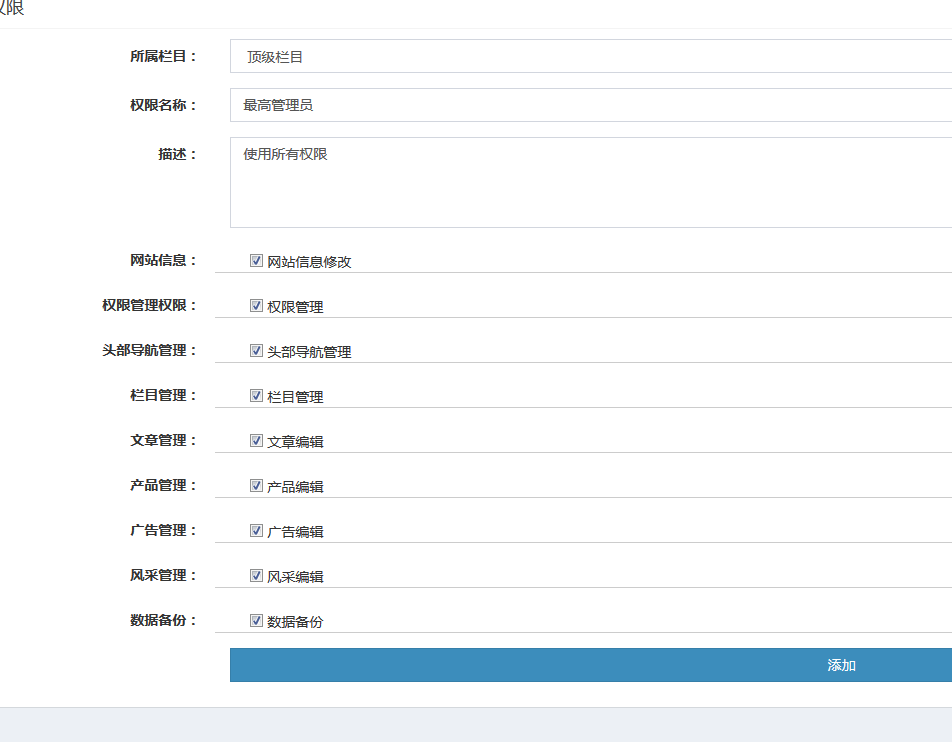 权限
所属栏目： 顶级栏目
权限名称： 最高管理员
描述： 使用所有权限
网站信息： 网站信息修改
权限管理权限： 权限管理
头部导航管理： 头部导航管理
栏目管理： 栏目管理
文章管理： 文章编辑
产品管理： 产品编辑
广告管理： 广告编辑
风采管理： 风采编辑
数据备份： 数据备份
添加